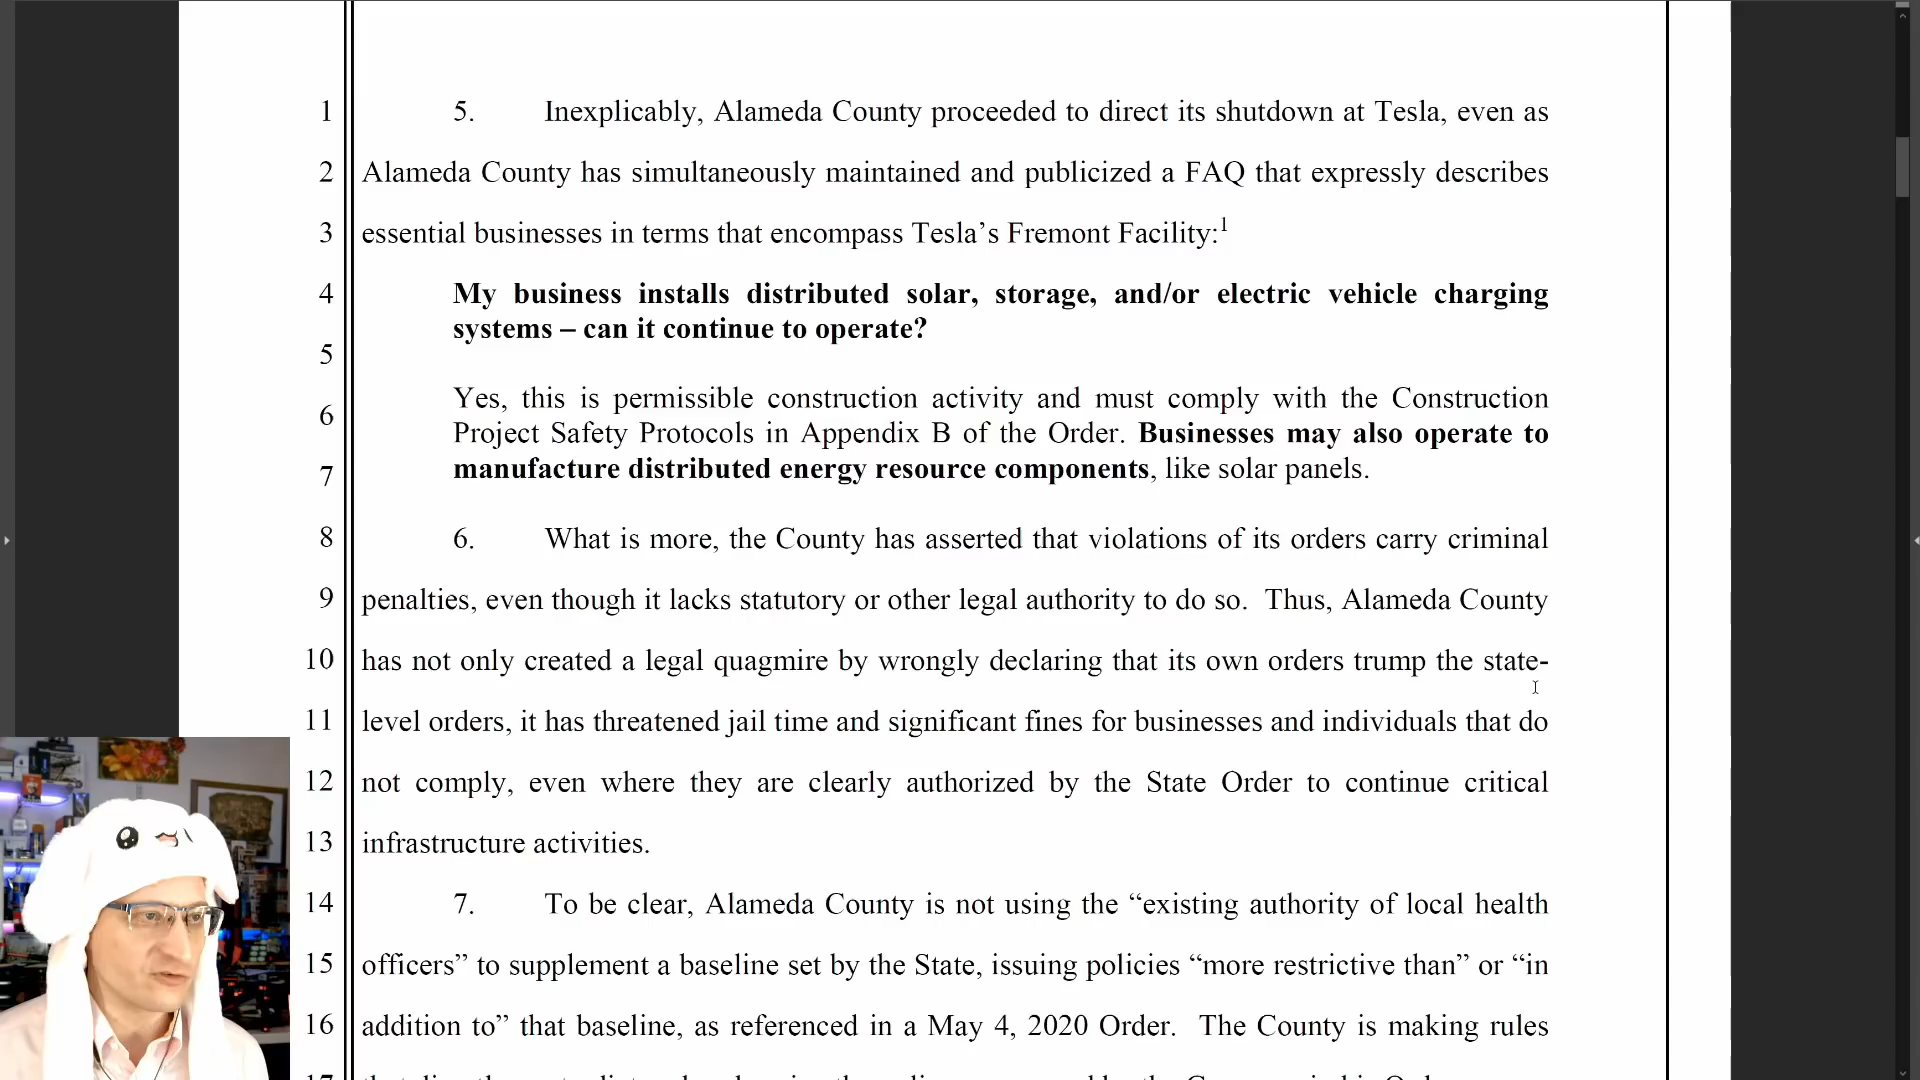 1 5. Inexplicably, Alameda County proceeded to direct its shutdown at Tesla, even as
2 Alameda County has simultaneously maintained and publicized a FAQ that expressly describes
3 essential businesses in terms that encompass Tesla’s Fremont Facility:1
4 My business installs distributed solar, storage, and/or electric vehicle charging
systems – can it continue to operate?
5
Yes, this is permissible construction activity and must comply with the Construction
6 Project Safety Protocols in Appendix B of the Order. Businesses may also operate to
7 manufacture distributed energy resource components, like solar panels.
8 6. What is more, the County has asserted that violations of its orders carry criminal
9 penalties, even though it lacks statutory or other legal authority to do so. Thus, Alameda County
10 has not only created a legal quagmire by wrongly declaring that its own orders trump the state-
11 level orders, it has threatened jail time and significant fines for businesses and individuals that do
12 not comply, even where they are clearly authorized by the State Order to continue critical
13 infrastructure activities.
14 7. To be clear, Alameda County is not using the “existing authority of local health
15 officers” to supplement a baseline set by the State, issuing policies “more restrictive than” or “in
16 addition to” that baseline, as referenced in a May 4, 2020 Order. The County is making rules